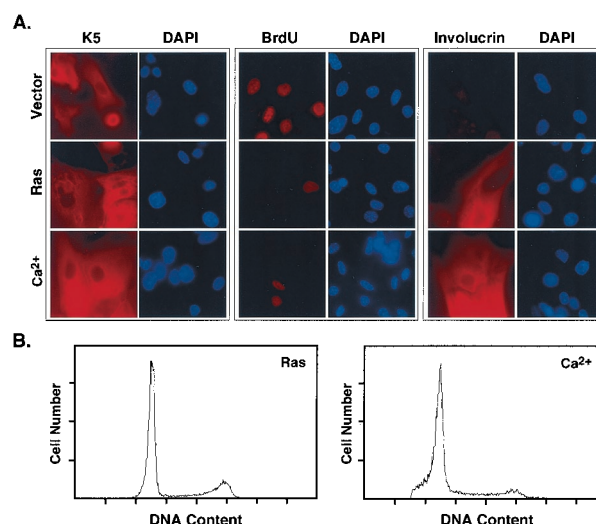 A.
K5 DAPI BrdU DAPI Involucrin DAPI
Vector
Ras
Ca2+
B.
Ras
Ca2+
Cell Number
Cell Number
DNA Content
DNA Content